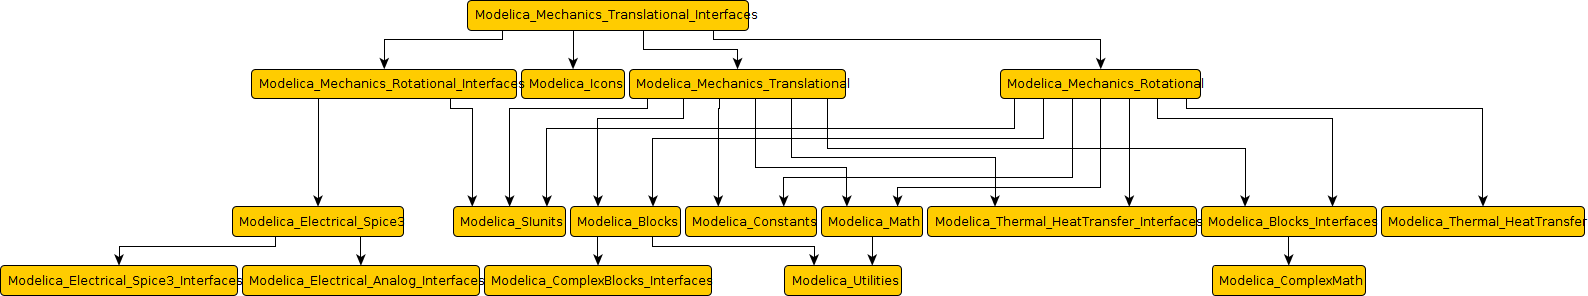 Modelica_Mechanics_Translational_Interfaces
Modelica_Mechanics_Rotational_Interfaces
Modelica_Icons
Modelica_Mechanics_Translational
Modelica_Mechanics_Rotational
Modelica_Electrical_Spice3
Modelica_SIunits
Modelica_Blocks
Modelica_Constants
Modelica_Math
Modelica_Thermal_HeatTransfer_Interfaces
Modelica_Blocks_Interfaces
Modelica_Thermal_HeatTransfer
Modelica_Electrical_Spice3_Interfaces
Modelica_Electrical_Analog_Interfaces
Modelica_ComplexBlocks_Interfaces
Modelica_Utilities
Modelica_ComplexMath